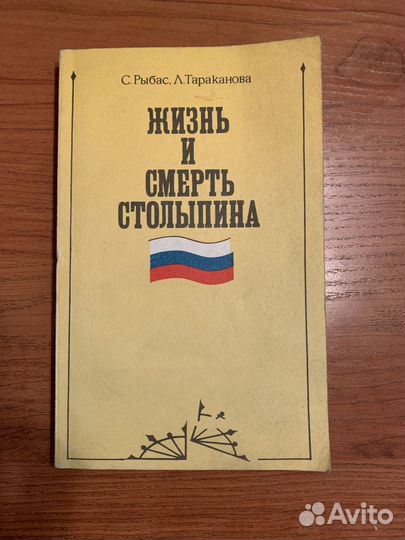 С. Рыбас, Л. Тараканова
ЖИЗНЬ
И
СМЕРТЬ
СТОЛЫПИНА
Avito